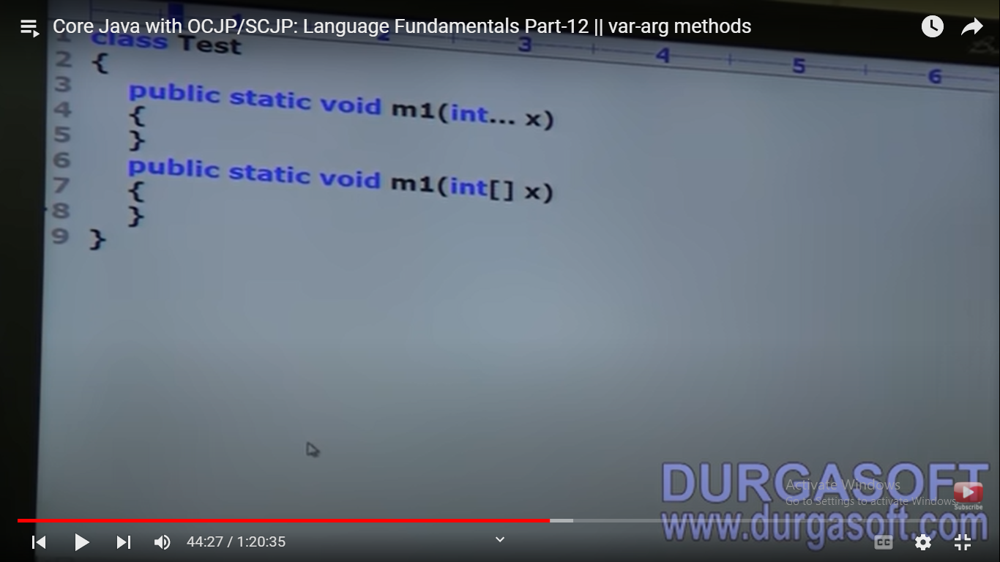 Core Java with OCJP/SCJP: Language Fundamentals Part-12 || var-arg methods
2 3 4 5 6
1 class Test
2 {
3 public static void m1(int... x)
4 {
5 }
6 public static void m1(int[] x)
7 {
8 }
9 }
DURGASOFT
Activate Windows
Go to Settings to activate Windows.
Subscribe
www.durgasoft.com
44:27 / 1:20:35
CC